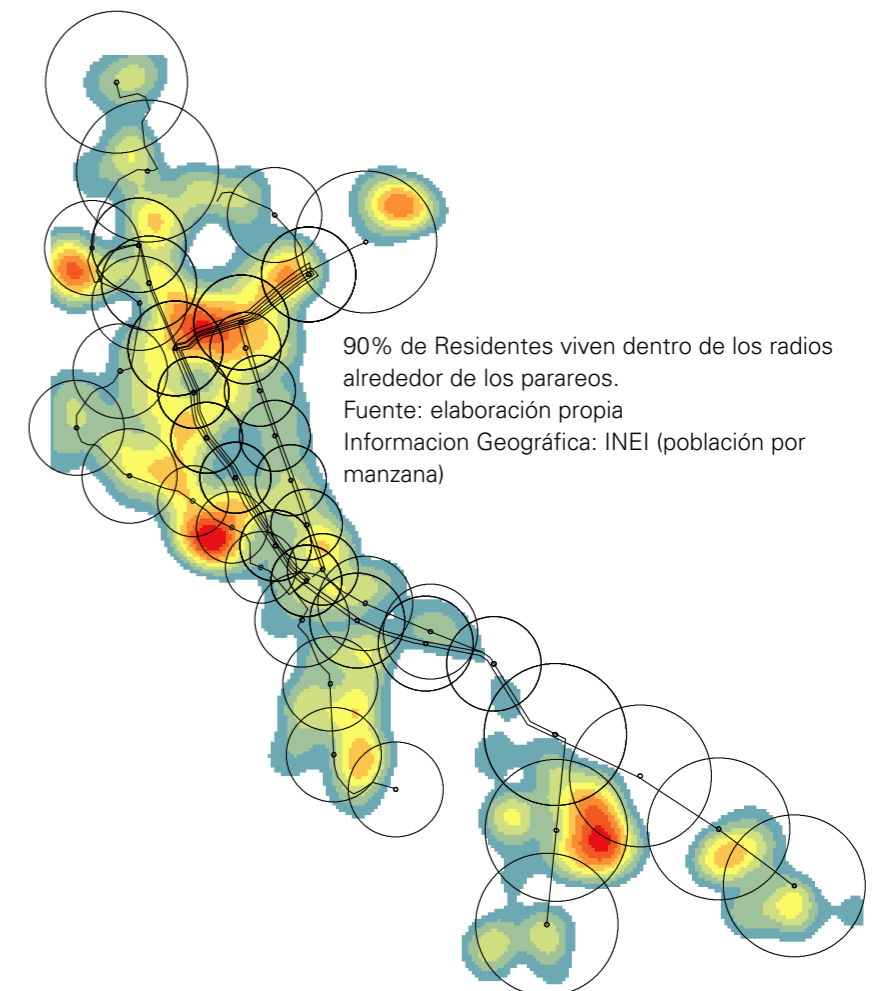 90% de Residentes viven dentro de los radios
alrededor de los parareos.
Fuente: elaboración propia
Informacion Geográfica: INEI (población por
manzana)